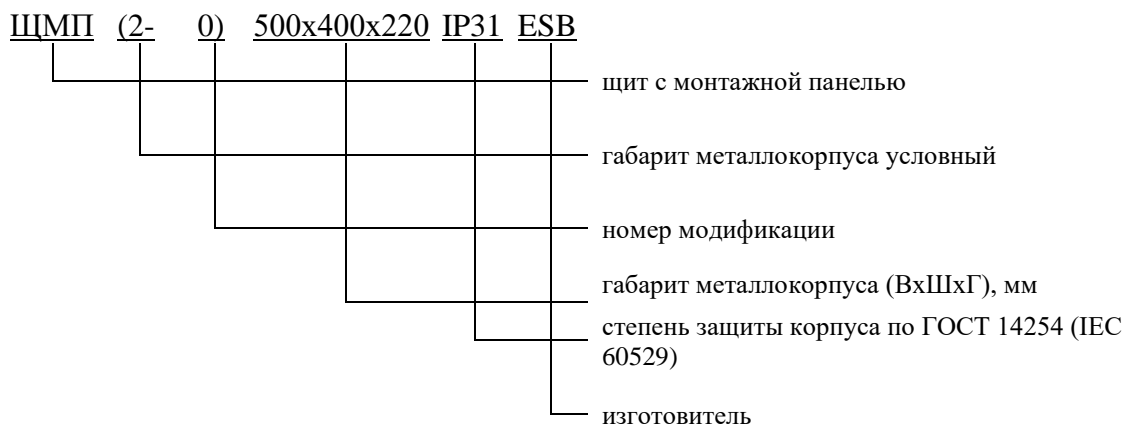 ЩМП (2- 0) 500х400х220 IP31 ESB
щит с монтажной панелью
габарит металлокорпуса условный
номер модификации
габарит металлокорпуса (ВхШхГ), мм
степень защиты корпуса по ГОСТ 14254 (IEC
60529)
изготовитель